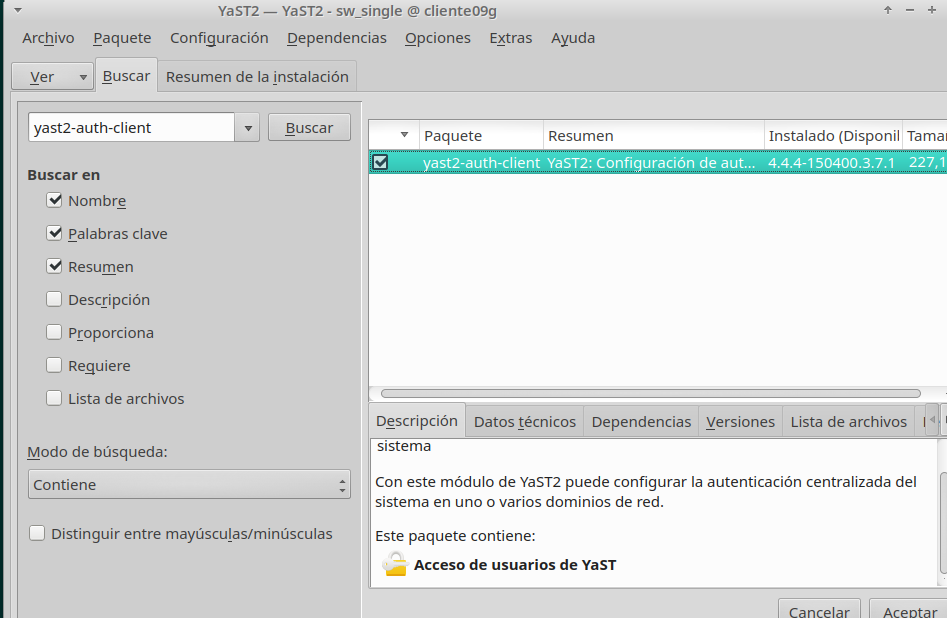 YaST2 — YaST2 - sw_single @ cliente09g
Archivo Paquete Configuración Dependencias Opciones Extras Ayuda
Ver Buscar Resumen de la instalación
yast2-auth-client Buscar
Buscar en
Nombre
Palabras clave
Resumen
Descripción
Proporciona
Requiere
Lista de archivos
Modo de búsqueda:
Contiene
Distinguir entre mayúsculas/minúsculas
Paquete Resumen Instalado (Disponil Tamar
yast2-auth-client YaST2: Configuración de aut... 4.4.4-150400.3.7.1 227,1
Descripción Datos técnicos Dependencias Versiones Lista de archivos
sistema
Con este módulo de YaST2 puede configurar la autenticación centralizada del
sistema en uno o varios dominios de red.
Este paquete contiene:
Acceso de usuarios de YaST
Cancelar Aceptar